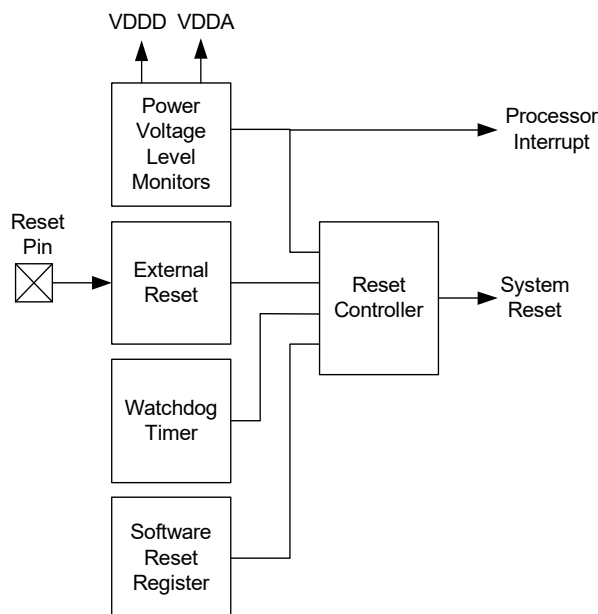 VDDD VDDA
Power
Voltage
Level
Monitors
Processor
Interrupt
Reset
Pin
External
Reset
Reset
Controller
System
Reset
Watchdog
Timer
Software
Reset
Register